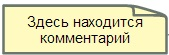 Здесь находится
комментарий